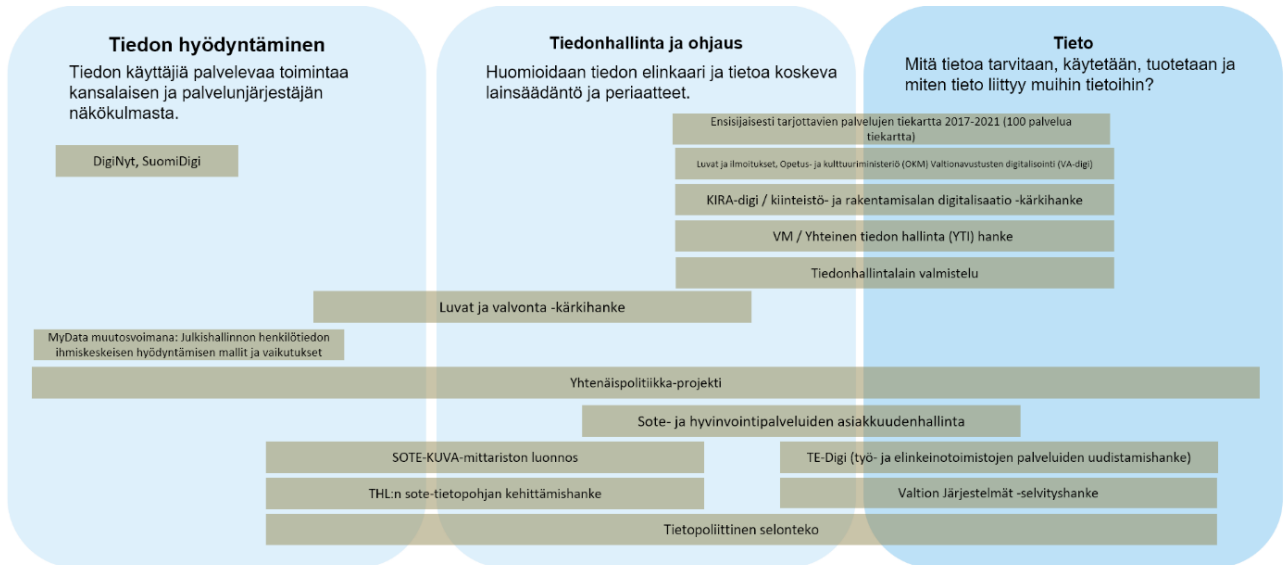 Tiedon hyödyntäminen
Tiedon käyttäjiä palvelevaa toimintaa
kansalaisen ja palvelunjärjestäjän
näkökulmasta.
Tiedonhallinta ja ohjaus
Huomioidaan tiedon elinkaari ja tietoa koskeva
lainsäädäntö ja periaatteet.
Tieto
Mitä tietoa tarvitaan, käytetään, tuotetaan ja
miten tieto liittyy muihin tietoihin?
Ensisijaisesti tarjottavien palvelujen tiekartta 2017-2021 (100 palvelua
tiekartta)
DigiNyt, SuomiDigi
Luvat ja ilmoitukset, Opetus- ja kulttuuriministeriö (OKM) Valtionavustusten digitalisointi (VA-digi)
KIRA-digi / kiinteistö- ja rakentamisalan digitalisaatio -kärkihanke
VM / Yhteinen tiedon hallinta (YTI) hanke
Tiedonhallintalain valmistelu
Luvat ja valvonta -kärkihanke
MyData muutosvoimana: Julkishallinnon henkilötiedon
ihmiskeskeisen hyödyntämisen mallit ja vaikutukset
Yhtenäispolitiikka-projekti
Sote- ja hyvinvointipalveluiden asiakkuudenhallinta
SOTE-KUVA-mittariston luonnos
TE-Digi (työ- ja elinkeinotoimistojen palveluiden uudistamishanke)
THL:n sote-tietopohjan kehittämishanke
Valtion Järjestelmät -selvityshanke
Tietopoliittinen selonteko